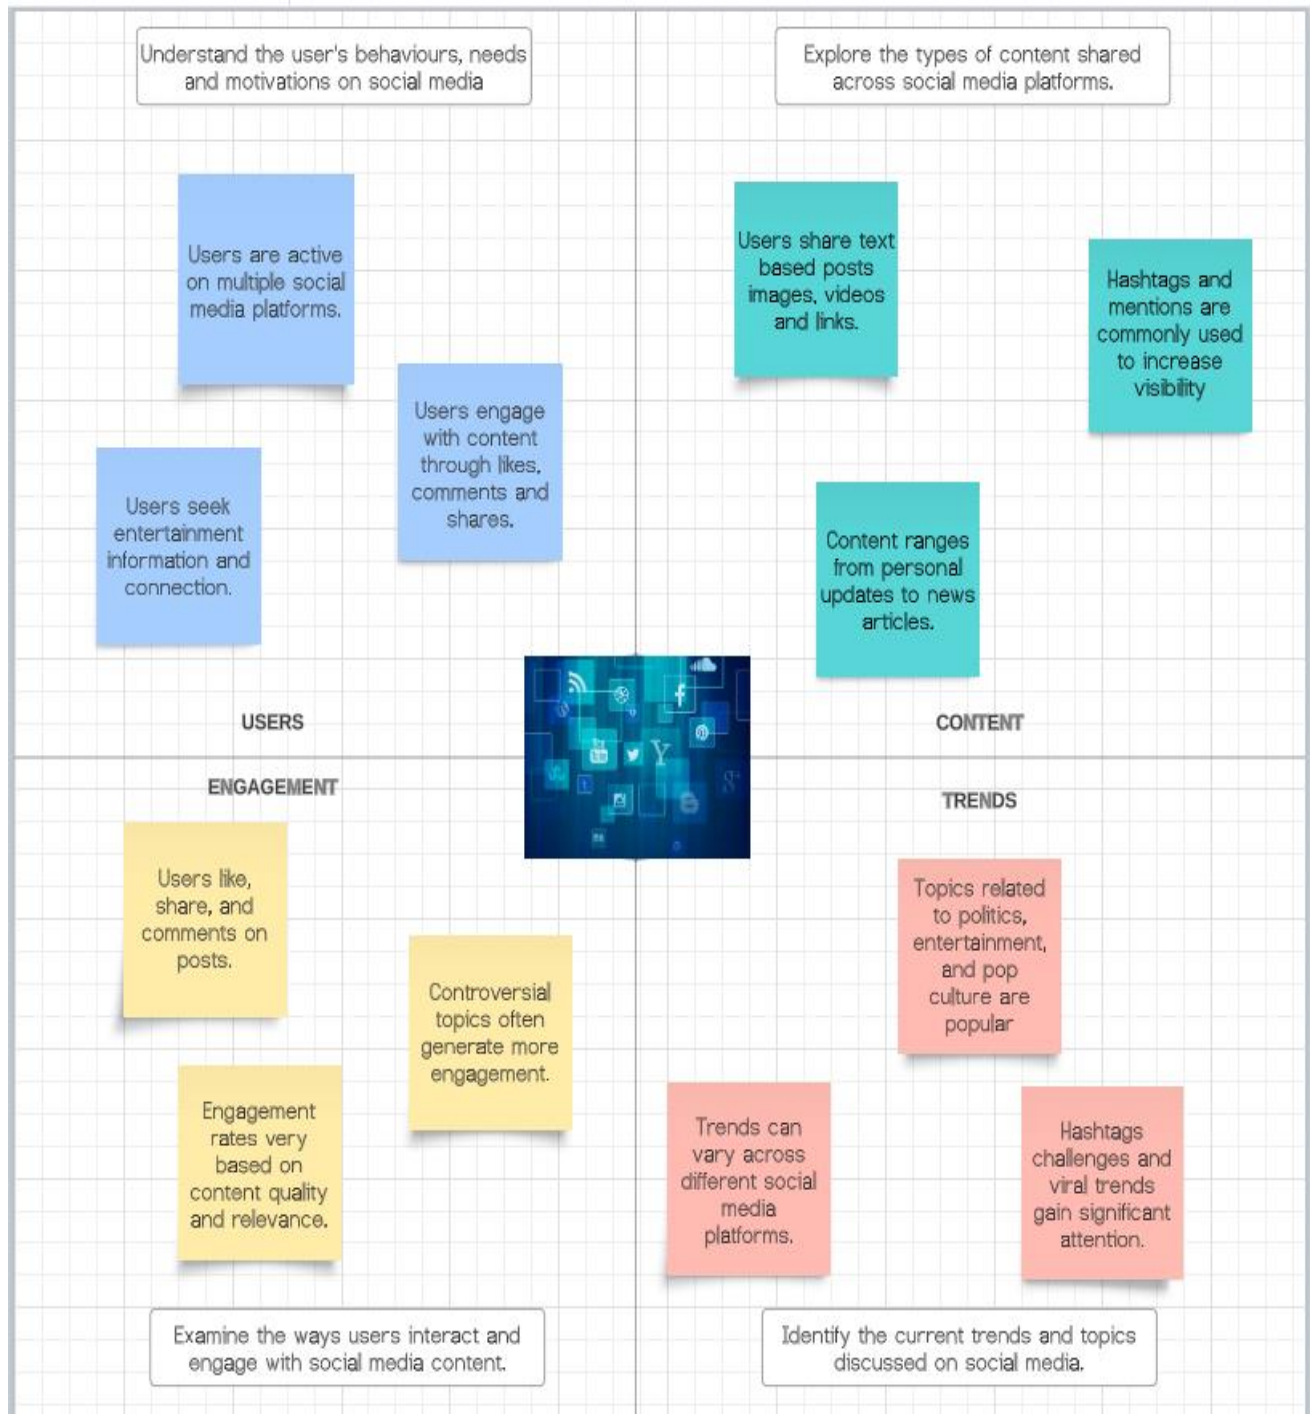 Understand the user's behaviours, needs
and motivations on social media
Explore the types of content shared
across social media platforms.
Users are active
on multiple social
media platforms.
Users engage
with content
through likes,
comments and
shares.
Users seek
entertainment
information and
connection.
USERS
Users share text
based posts
images, videos
and links.
Hashtags and
mentions are
commonly used
to increase
visibility
Content ranges
from personal
updates to news
articles.
CONTENT
You
Tube
Y
g+
ENGAGEMENT
Users like,
share, and
comments on
posts.
Controversial
topics often
generate more
engagement.
Engagement
rates very
based on
content quality
and relevance.
Examine the ways users interact and
engage with social media content.
TRENDS
Topics related
to politics,
entertainment,
and pop
culture are
popular
Trends can
vary across
different social
media
platforms.
Hashtags
challenges and
viral trends
gain significant
attention.
Identify the current trends and topics
discussed on social media.